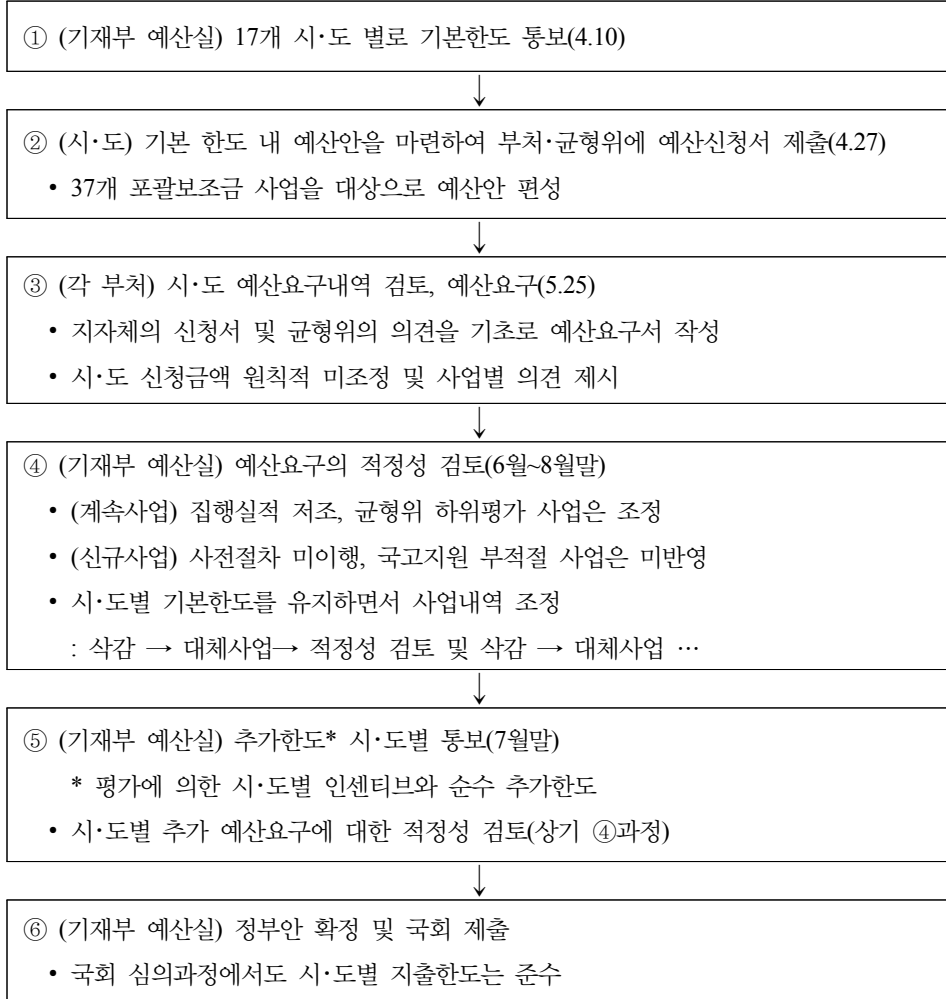 ① (기재부 예산실) 17개 시·도 별로 기본한도 통보(4.10)
↓
② (시·도) 기본 한도 내 예산안을 마련하여 부처·균형위에 예산신청서 제출(4.27)
• 37개 포괄보조금 사업을 대상으로 예산안 편성
↓
③ (각 부처) 시·도 예산요구내역 검토, 예산요구(5.25)
• 지자체의 신청서 및 균형위의 의견을 기초로 예산요구서 작성
• 시·도 신청금액 원칙적 미조정 및 사업별 의견 제시
↓
④ (기재부 예산실) 예산요구의 적정성 검토(6월~8월말)
• (계속사업) 집행실적 저조, 균형위 하위평가 사업은 조정
• (신규사업) 사전절차 미이행, 국고지원 부적절 사업은 미반영
• 시·도별 기본한도를 유지하면서 사업내역 조정
: 삭감 → 대체사업→ 적정성 검토 및 삭감 → 대체사업 …
↓
⑤ (기재부 예산실) 추가한도* 시·도별 통보(7월말)
* 평가에 의한 시·도별 인센티브와 순수 추가한도
• 시·도별 추가 예산요구에 대한 적정성 검토(상기 ④과정)
↓
⑥ (기재부 예산실) 정부안 확정 및 국회 제출
• 국회 심의과정에서도 시·도별 지출한도는 준수